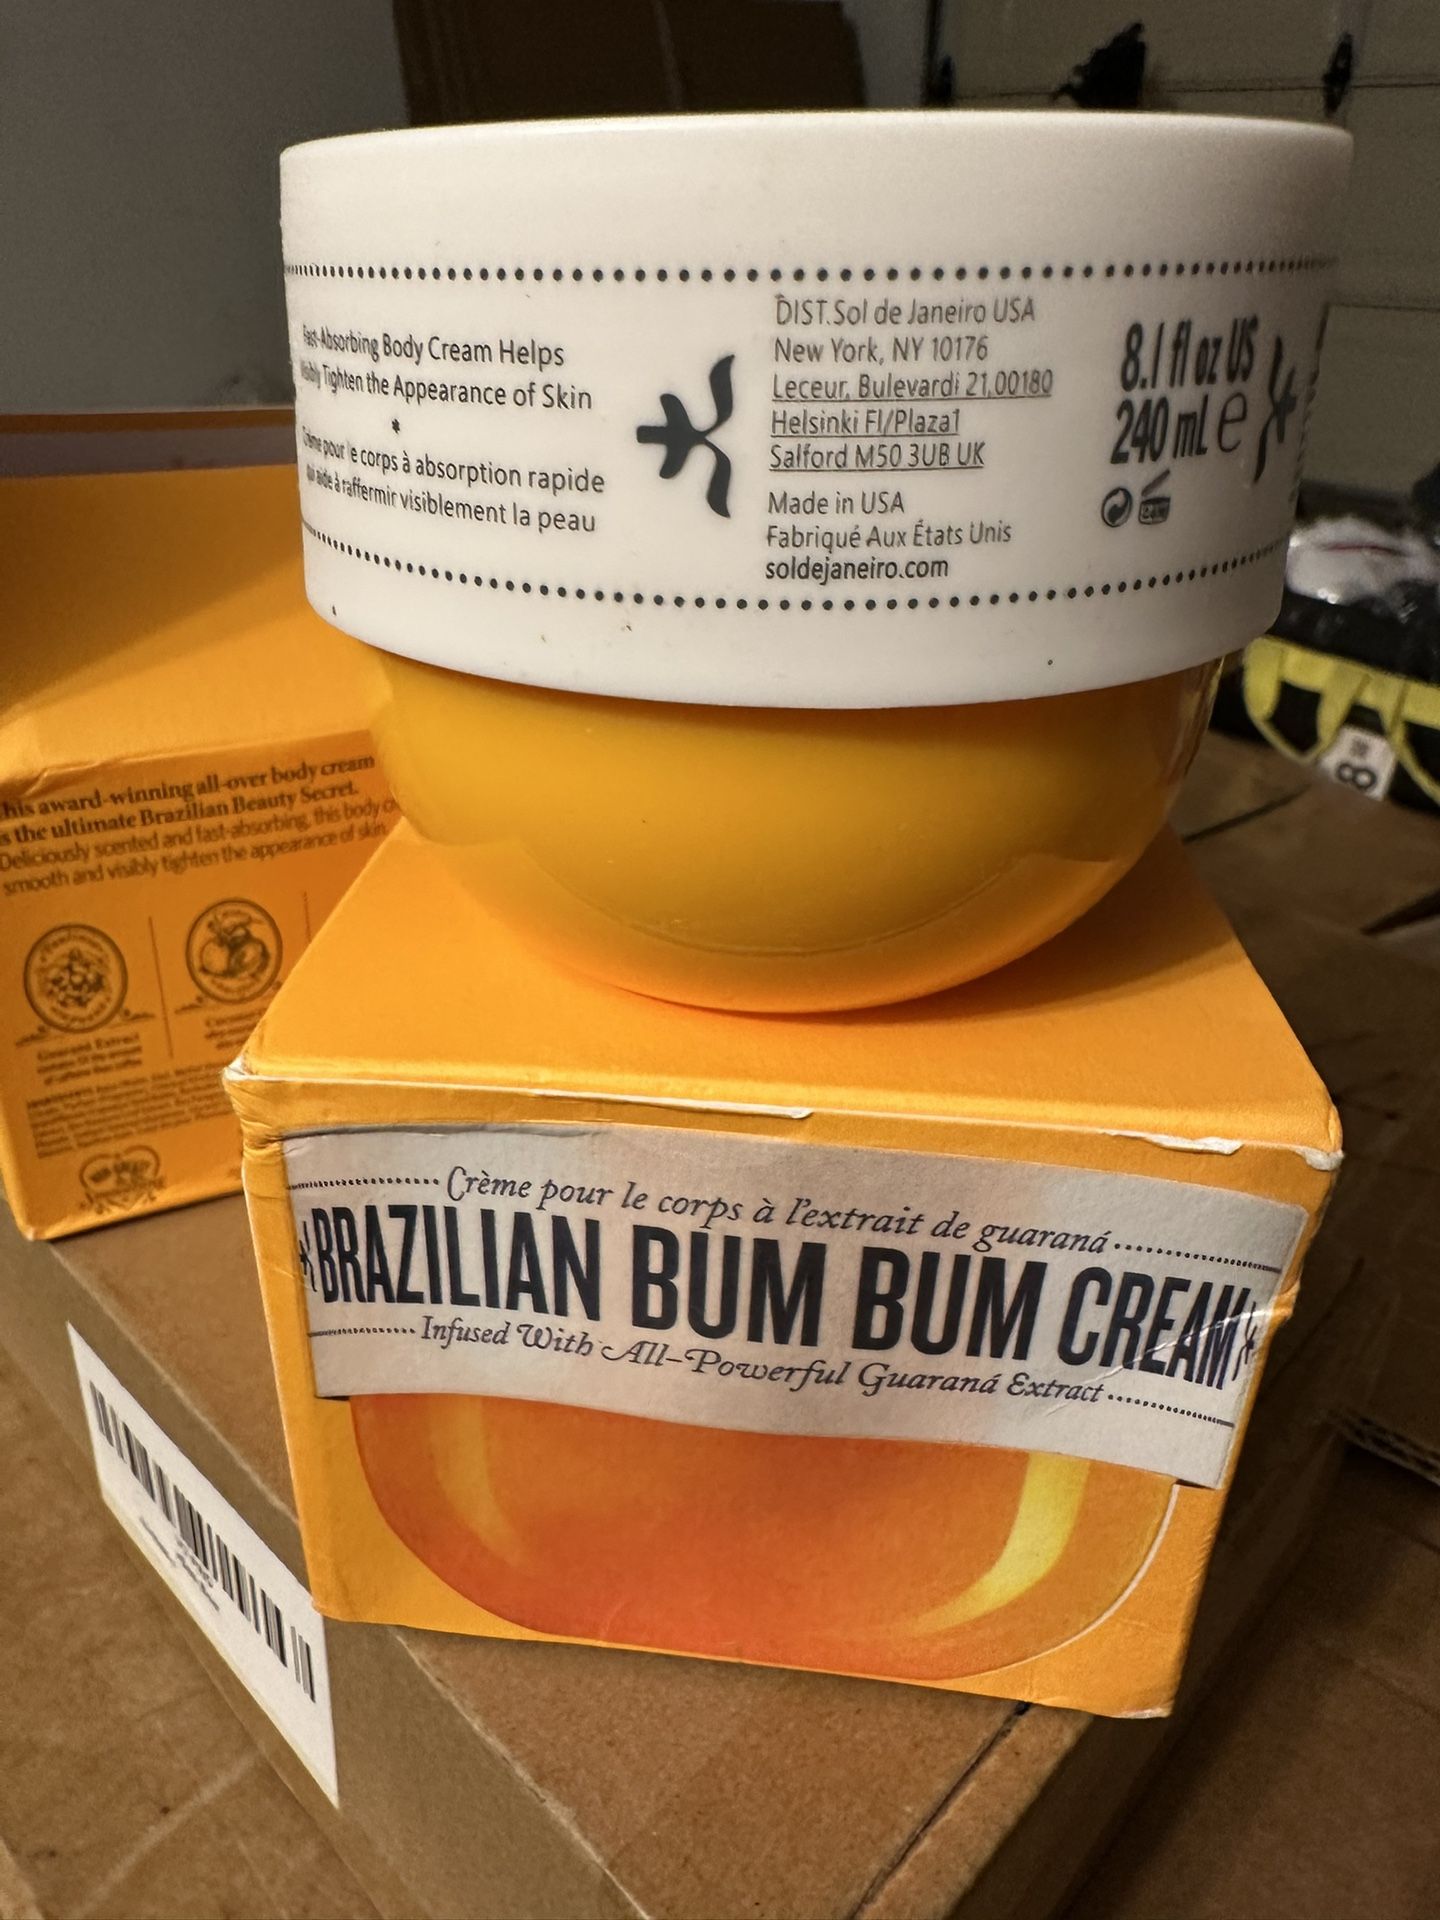 Fast-Absorbing Body Cream Helps
Visibly Tighten the Appearance of Skin
*
Crème pour le corps à absorption rapide
qui aide à raffermir visiblement la peau
DIST.Sol de Janeiro USA
New York, NY 10176
Leceur, Bulevardi 21,00180
Helsinki FI/Plaza1
Salford M50 3UB UK
Made in USA
Fabriqué Aux États Unis
soldejaneiro.com
8.1 fl oz US
240 mL e
his award-winning all-over body cream
s the ultimate Brazilian Beauty Secret.
Deliciously scented and fast-absorbing, this body
smooth and visibly tighten the appearance of skin
Guaraná Extract
Crème pour le corps à l'extrait de guaraná
BRAZILIAN BUM BUM CREAM
Infused With All-Powerful Guaraná Extract
8